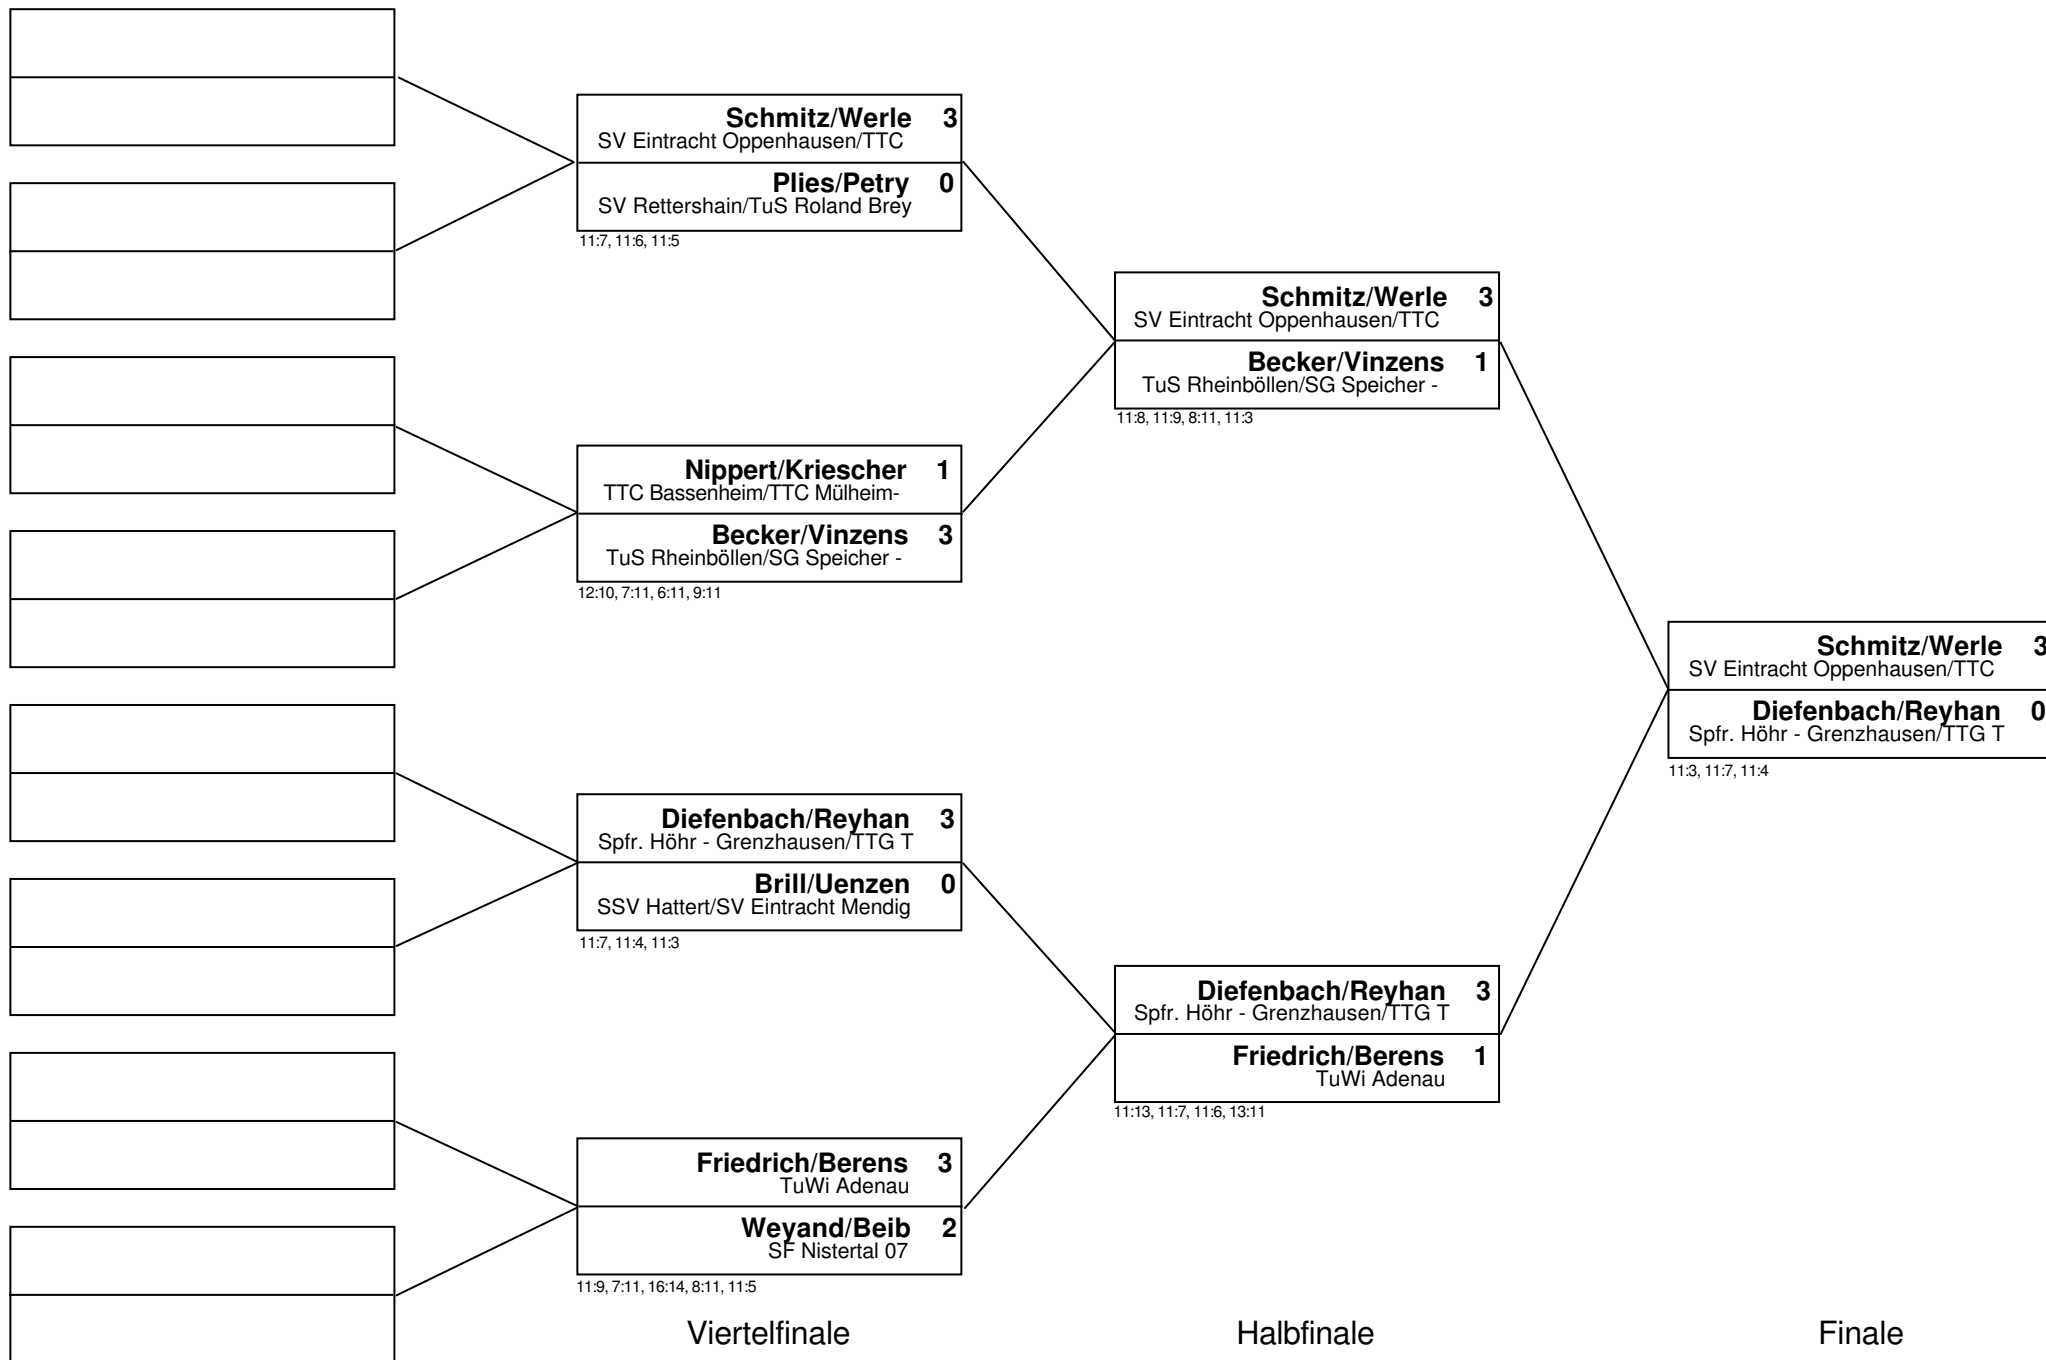 Schmitz/Werle 3
SV Eintracht Oppenhausen/TTC
Plies/Petry 0
SV Rettershain/TuS Roland Brey
11:7, 11:6, 11:5
Nippert/Kriescher 1
TTC Bassenheim/TTC Mülheim-
Becker/Vinzens 3
TuS Rheinböllen/SG Speicher -
12:10, 7:11, 6:11, 9:11
Diefenbach/Reyhan 3
Spfr. Höhr - Grenzhausen/TTG T
Brill/Uenzen 0
SSV Hattert/SV Eintracht Mendig
11:7, 11:4, 11:3
Friedrich/Berens 3
TuWi Adenau
Weyand/Beib 2
SF Nistertal 07
11:9, 7:11, 16:14, 8:11, 11:5
Viertelfinale
Schmitz/Werle 3
SV Eintracht Oppenhausen/TTC
Becker/Vinzens 1
TuS Rheinböllen/SG Speicher -
11:8, 11:9, 8:11, 11:3
Diefenbach/Reyhan 3
Spfr. Höhr - Grenzhausen/TTG T
Friedrich/Berens 1
TuWi Adenau
11:13, 11:7, 11:6, 13:11
Halbfinale
Schmitz/Werle 3
SV Eintracht Oppenhausen/TTC
Diefenbach/Reyhan 0
Spfr. Höhr - Grenzhausen/TTG T
11:3, 11:7, 11:4
Finale